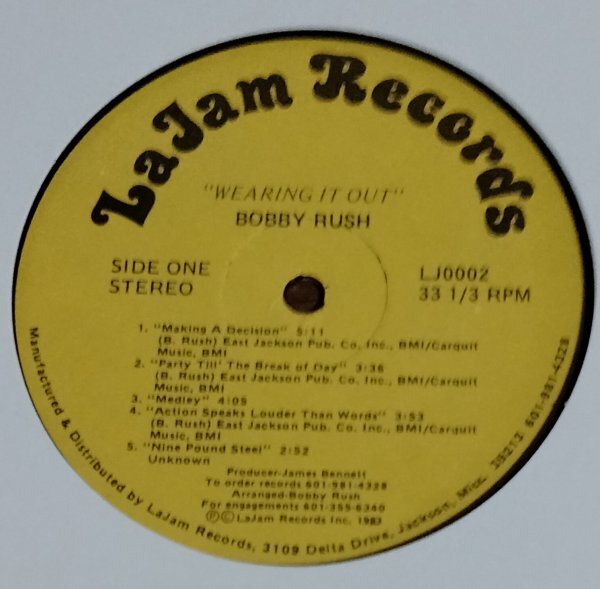 LaJam Records
"WEARING IT OUT"
BOBBY RUSH
SIDE ONE
STEREO
LJ0002
33 1/3 RPM
1. "Making A Decision" 5:11
(B. Rush) East Jackson Pub. Co. Inc., BMI/Carquit
Music, BMI
2. "Party Till' The Break of Day" 3:36
(B. Rush) East Jackson Pub. Co. Inc., BMI/Carquit
Music, BMI
3. "Medley" 4:05
4. "Action Speaks Louder Than Words" 3:53
(B. Rush) East Jackson Pub. Co. Inc., BMI/Carquit
Music, BMI
5. "Nine Pound Steel" 2:52
Unknown
Producer-James Bennett
To order records 601-981-4328
Arranged-Bobby Rush
For engagements 601-355-6340
ⓅⒸLaJam Records Inc. 1983
Manufactured & Distributed by LaJam Records, 3109 Delta Drive, Jackson, Miss. 39213 601-981-4328